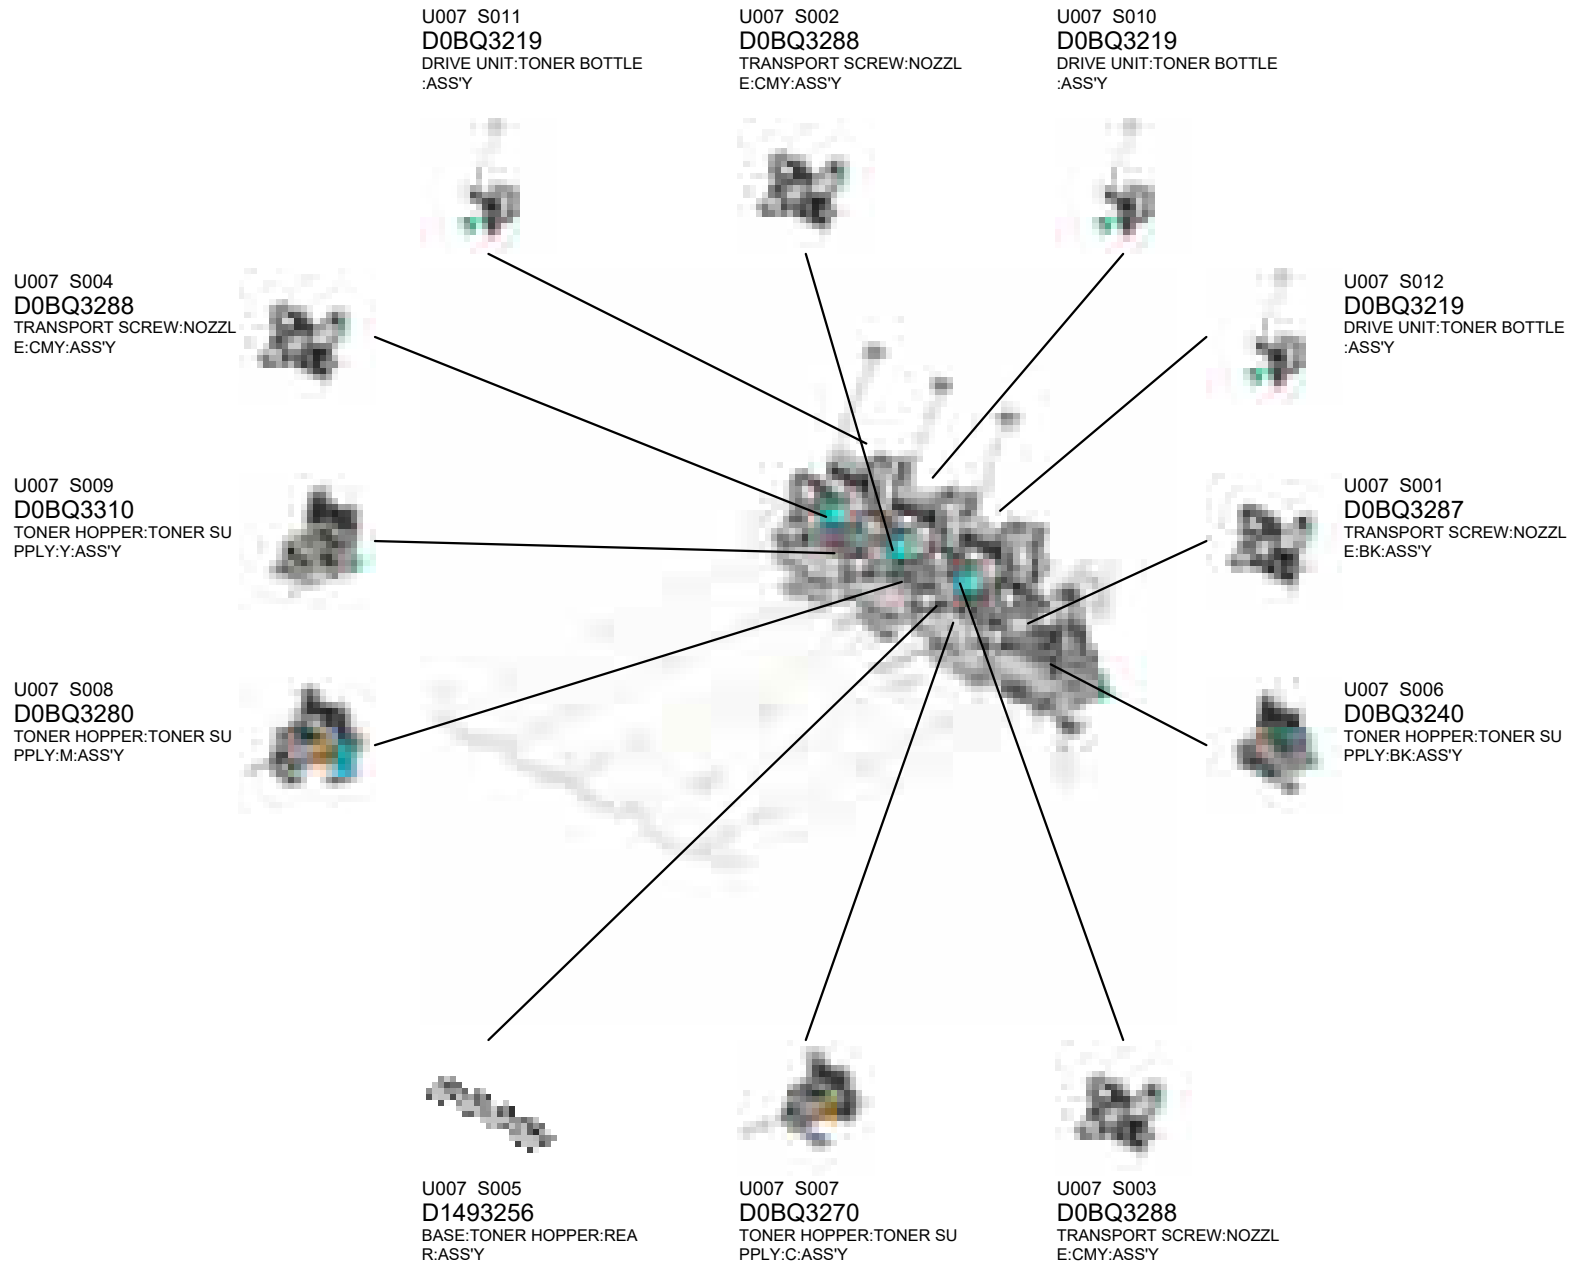 U007 S011
D0BQ3219
DRIVE UNIT:TONER BOTTLE
:ASS'Y
U007 S002
D0BQ3288
TRANSPORT SCREW:NOZZL
E:CMY:ASS'Y
U007 S010
D0BQ3219
DRIVE UNIT:TONER BOTTLE
:ASS'Y
U007 S004
D0BQ3288
TRANSPORT SCREW:NOZZL
E:CMY:ASS'Y
U007 S012
D0BQ3219
DRIVE UNIT:TONER BOTTLE
:ASS'Y
U007 S009
D0BQ3310
TONER HOPPER:TONER SU
PPLY:Y:ASS'Y
U007 S001
D0BQ3287
TRANSPORT SCREW:NOZZL
E:BK:ASS'Y
U007 S008
D0BQ3280
TONER HOPPER:TONER SU
PPLY:M:ASS'Y
U007 S006
D0BQ3240
TONER HOPPER:TONER SU
PPLY:BK:ASS'Y
U007 S005
D1493256
BASE:TONER HOPPER:REA
R:ASS'Y
U007 S007
D0BQ3270
TONER HOPPER:TONER SU
PPLY:C:ASS'Y
U007 S003
D0BQ3288
TRANSPORT SCREW:NOZZL
E:CMY:ASS'Y